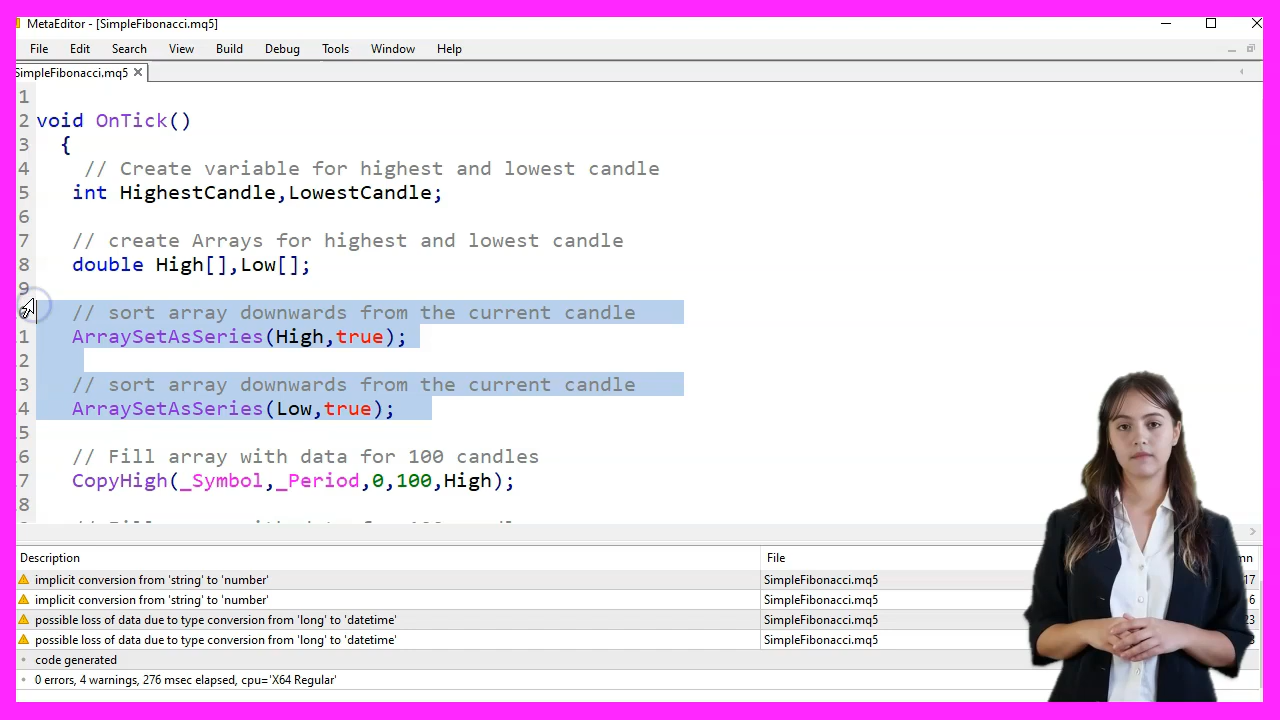 MetaEditor - [SimpleFibonacci.mq5]
File Edit Search View Build Debug Tools Window Help
SimpleFibonacci.mq5
1
2 void OnTick()
3 {
4 // Create variable for highest and lowest candle
5 int HighestCandle,LowestCandle;
6
7 // create Arrays for highest and lowest candle
8 double High[],Low[];
9
0 // sort array downwards from the current candle
1 ArraySetAsSeries(High,true);
2
3 // sort array downwards from the current candle
4 ArraySetAsSeries(Low,true);
5
6 // Fill array with data for 100 candles
7 CopyHigh(_Symbol,_Period,0,100,High);
8
Description File mn
implicit conversion from 'string' to 'number' SimpleFibonacci.mq5 17
implicit conversion from 'string' to 'number' SimpleFibonacci.mq5 6
possible loss of data due to type conversion from 'long' to 'datetime' SimpleFibonacci.mq5 23
possible loss of data due to type conversion from 'long' to 'datetime' SimpleFibonacci.mq5
code generated
0 errors, 4 warnings, 276 msec elapsed, cpu='X64 Regular'